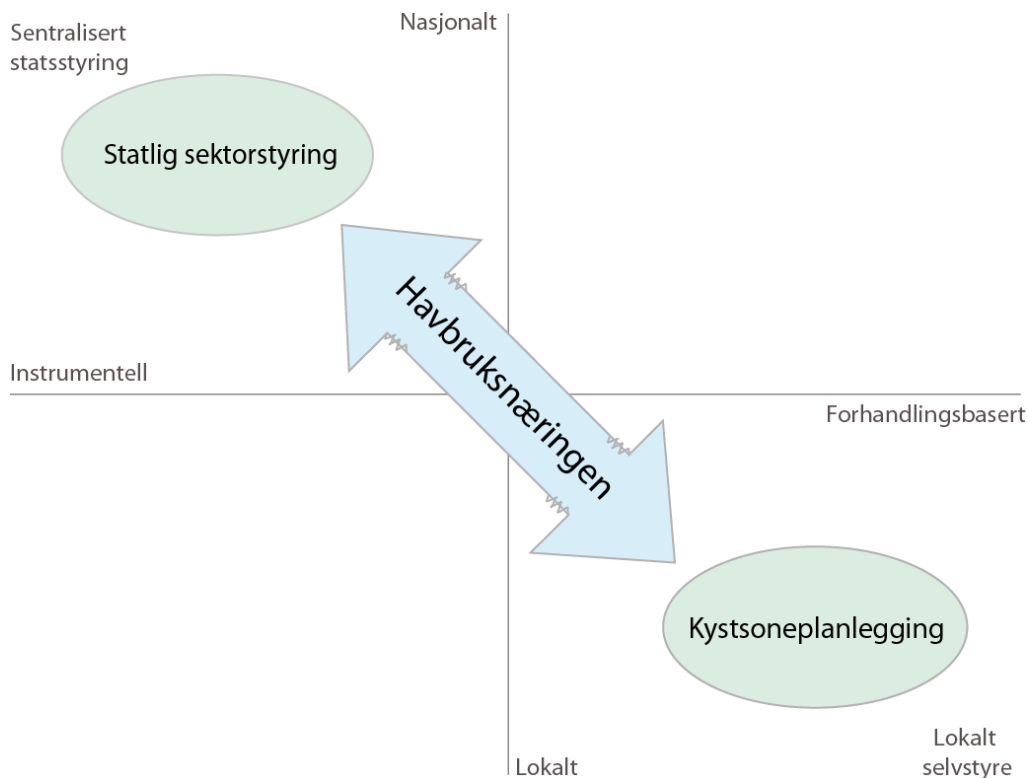 Nasjonalt
Sentralisert
statsstyring
Statlig sektorstyring
Havbruksnæringen
Instrumentell
Forhandlingsbasert
Kystsoneplanlegging
Lokalt
selvstyre
Lokalt